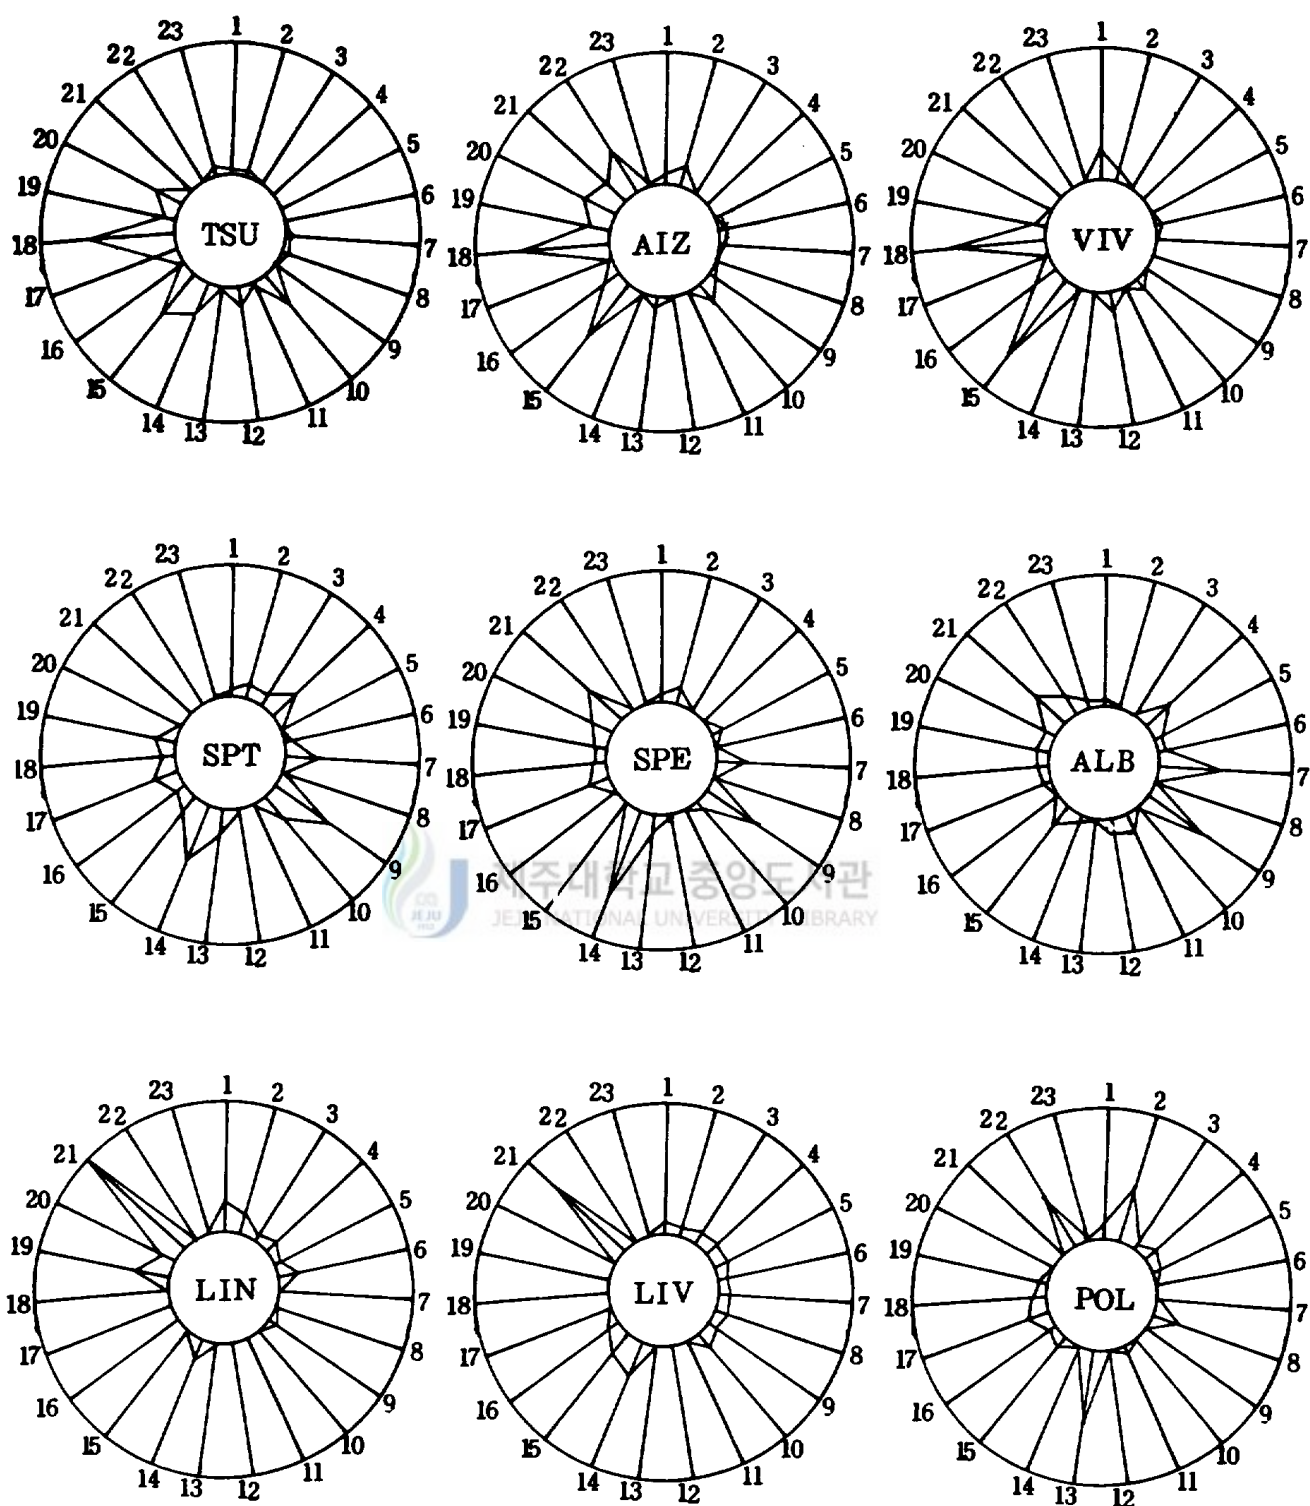 1 2 3 4 5 6 7 8 9 10 11 12 13 14 15 16 17 18 19 20 21 22 23
TSU
1 2 3 4 5 6 7 8 9 10 11 12 13 14 15 16 17 18 19 20 21 22 23
AIZ
1 2 3 4 5 6 7 8 9 10 11 12 13 14 15 16 17 18 19 20 21 22 23
VIV
1 2 3 4 5 6 7 8 9 10 11 12 13 14 15 16 17 18 19 20 21 22 23
SPT
1 2 3 4 5 6 7 8 9 10 11 12 13 14 15 16 17 18 19 20 21 22 23
SPE
1 2 3 4 5 6 7 8 9 10 11 12 13 14 15 16 17 18 19 20 21 22 23
ALB
제주대학교 중앙도서관
JEJU NATIONAL UNIVERSITY LIBRARY
JEJU
1952
1 2 3 4 5 6 7 8 9 10 11 12 13 14 15 16 17 18 19 20 21 22 23
LIN
1 2 3 4 5 6 7 8 9 10 11 12 13 14 15 16 17 18 19 20 21 22 23
LIV
1 2 3 4 5 6 7 8 9 10 11 12 13 14 15 16 17 18 19 20 21 22 23
POL